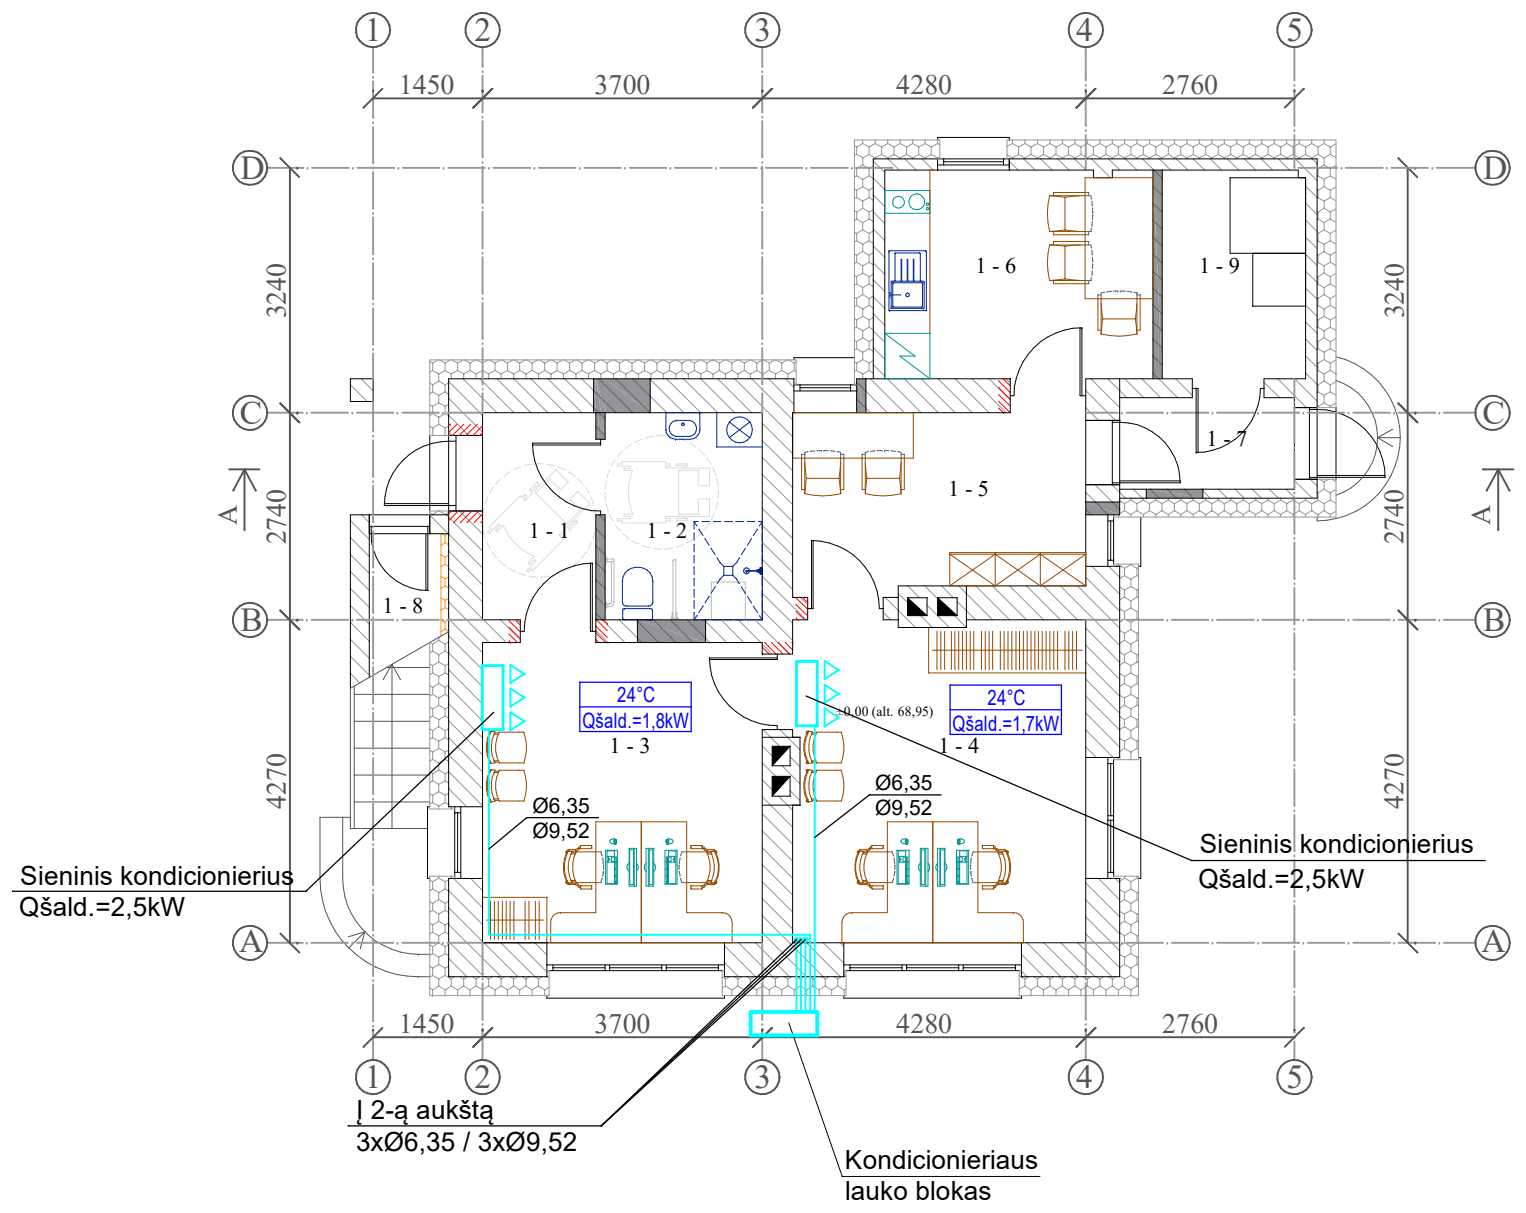 1 2 3 4 5
1450 3700 4280 2760
D D
3240 3240
1 - 6 1 - 9
C C
1 - 7
A A
1 - 5
2740 2740
1 - 1 1 - 2
1 - 8
B B
24°C 24°C
Qšald.=1,8kW Qšald.=1,7kW
±0,00 (alt. 68,95)
1 - 3 1 - 4
4270 4270
Ø6,35 Ø6,35
Ø9,52 Ø9,52
Sieninis kondicionierius
Qšald.=2,5kW
Sieninis kondicionierius
Qšald.=2,5kW
A A
1450 3700 4280 2760
1 2 3 4 5
Į 2-ą aukštą
3xØ6,35 / 3xØ9,52
Kondicionieriaus
lauko blokas